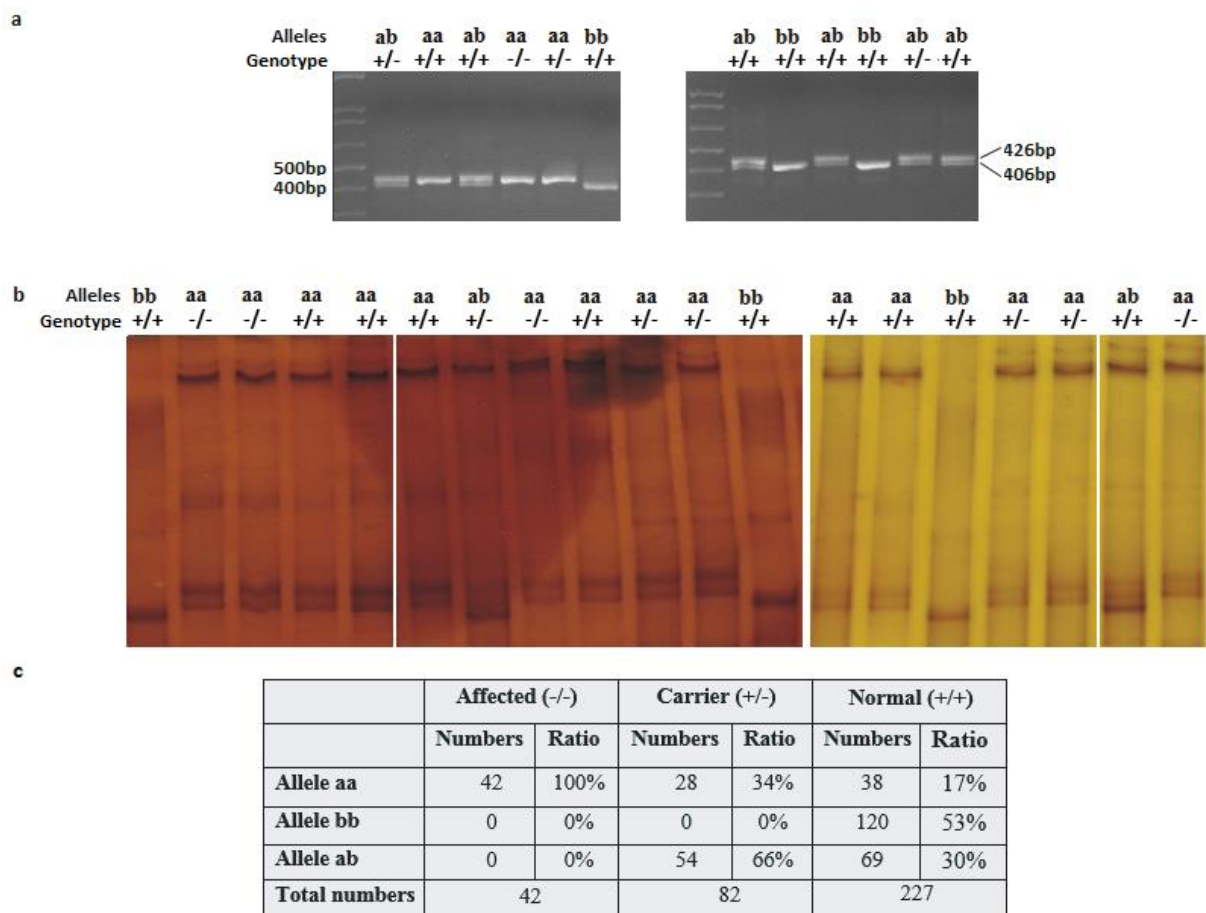 a
Alleles ab aa ab aa aa bb ab bb ab bb ab ab
Genotype +/- +/+ +/+ -/- +/- +/+ +/+ +/+ +/+ +/+ +/- +/+
500bp
400bp
426bp
406bp
b Alleles bb aa aa aa aa aa ab aa aa aa aa bb aa aa bb aa aa ab aa
Genotype +/+ -/- -/- +/+ +/+ +/+ +/- -/- +/+ +/- +/- +/+ +/+ +/+ +/+ +/- +/- +/+ -/-
c
Affected (-/-) Carrier (+/-) Normal (+/+)
Numbers Ratio Numbers Ratio Numbers Ratio
Allele aa 42 100% 28 34% 38 17%
Allele bb 0 0% 0 0% 120 53%
Allele ab 0 0% 54 66% 69 30%
Total numbers 42 82 227